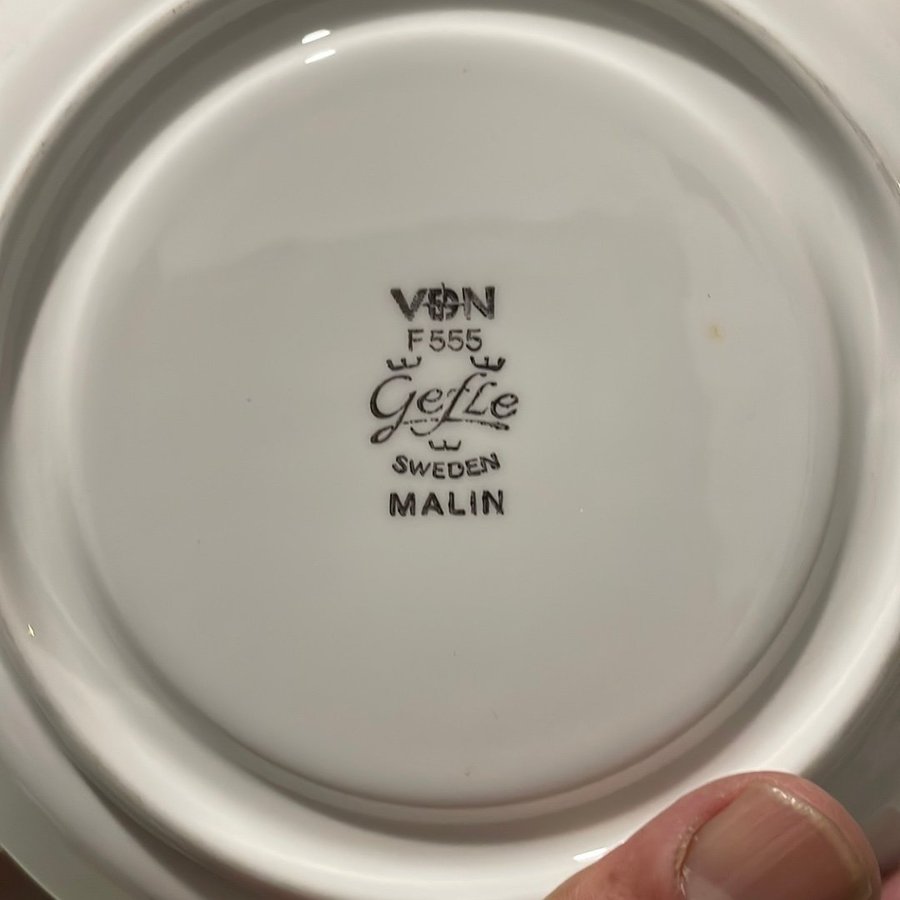 VDN
F555
Gefle
SWEDEN
MALIN